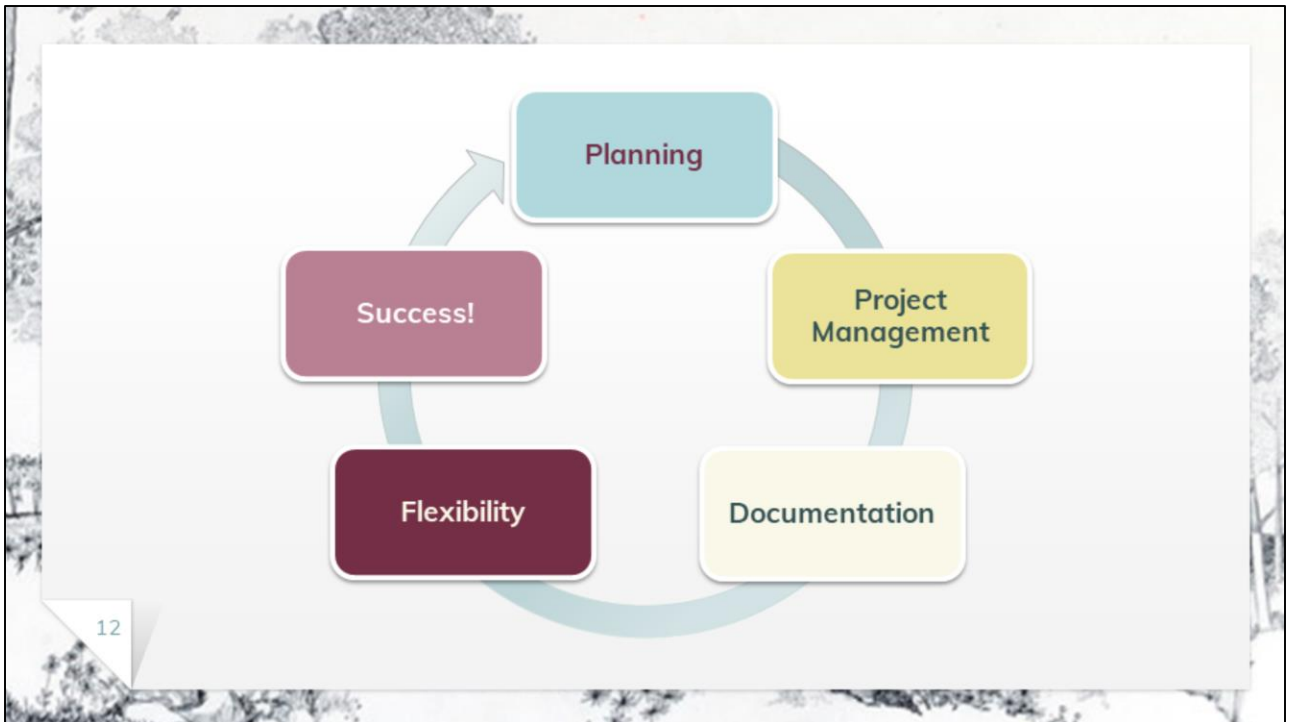 Planning
Project
Management
Documentation
Flexibility
Success!
12